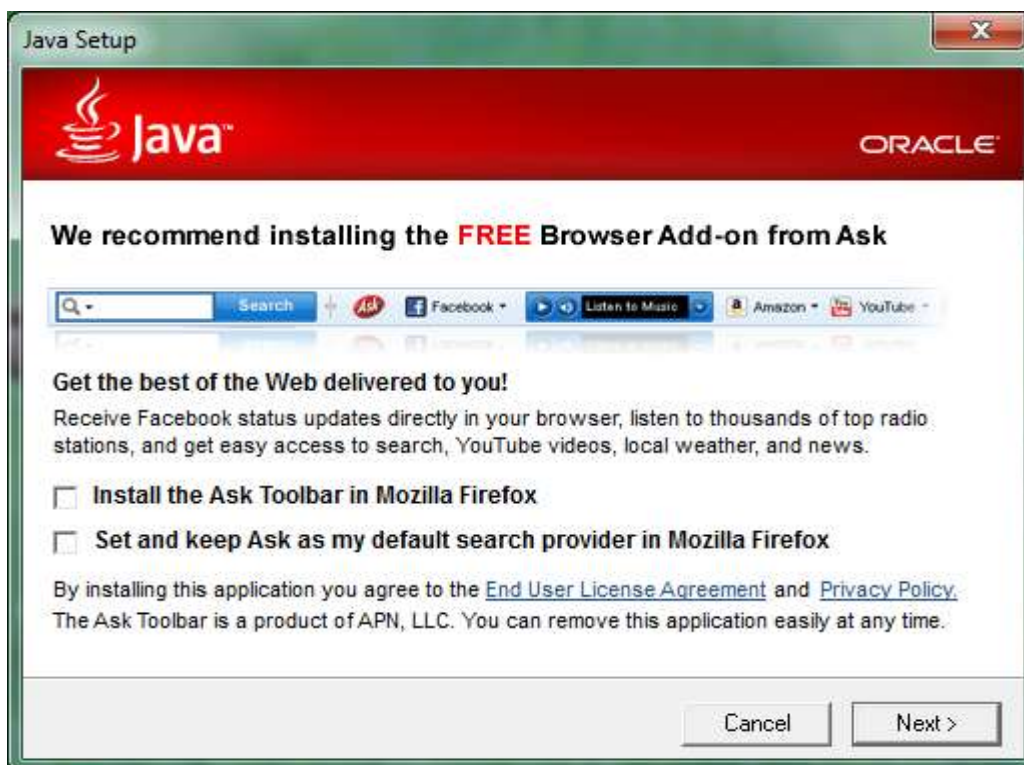 Java Setup
Java™
ORACLE
We recommend installing the FREE Browser Add-on from Ask
Search Ask Facebook Listen to Music a Amazon YouTube
Get the best of the Web delivered to you!
Receive Facebook status updates directly in your browser, listen to thousands of top radio
stations, and get easy access to search, YouTube videos, local weather, and news.
Install the Ask Toolbar in Mozilla Firefox
Set and keep Ask as my default search provider in Mozilla Firefox
By installing this application you agree to the End User License Agreement and Privacy Policy.
The Ask Toolbar is a product of APN, LLC. You can remove this application easily at any time.
Cancel Next >